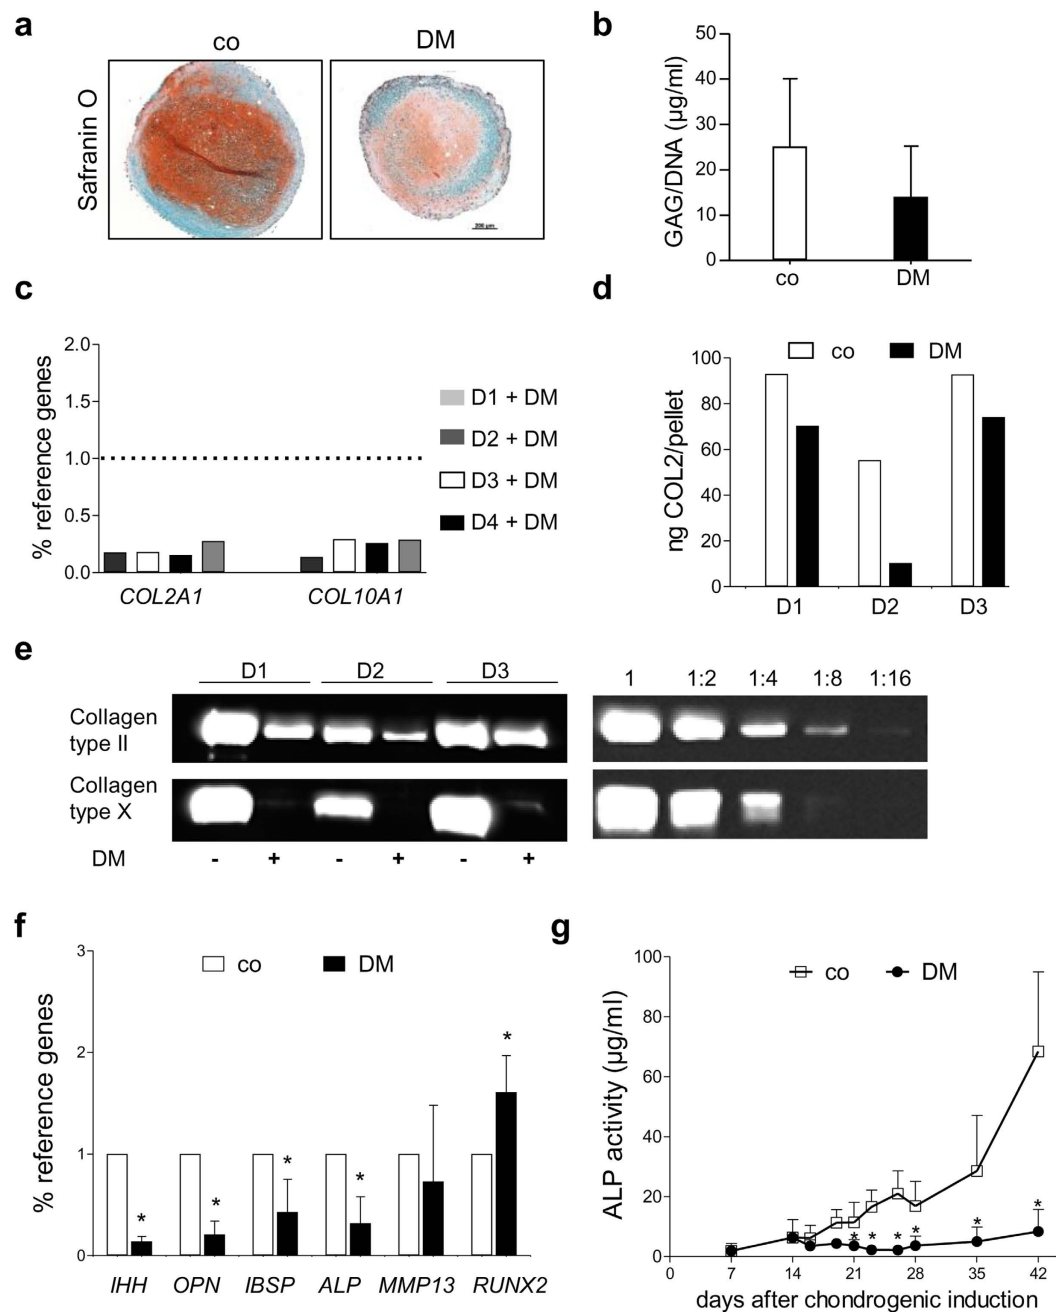 a
co
DM
Safranin O
200 µm
b
GAG/DNA (µg/ml)
50
40
30
20
10
0
co
DM
c
% reference genes
2.0
1.5
1.0
0.5
0.0
COL2A1
COL10A1
D1 + DM
D2 + DM
D3 + DM
D4 + DM
d
co
DM
ng COL2/pellet
100
80
60
40
20
0
D1
D2
D3
e
D1
D2
D3
1
1:2
1:4
1:8
1:16
Collagen
type II
Collagen
type X
DM
- + - + - +
f
co
DM
% reference genes
3
2
1
0
* * * * *
IHH OPN IBSP ALP MMP13 RUNX2
g
co
DM
ALP activity (µg/ml)
100
80
60
40
20
0
* * * * * *
0 7 14 21 28 35 42
days after chondrogenic induction